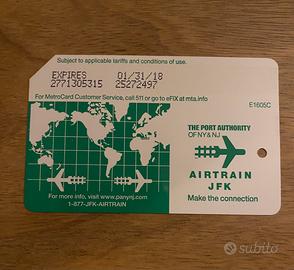 Subject to applicable tariffs and conditions of use.
EXPIRES 01/31/18
2771305315 25272497
For MetroCard Customer Service, call 511 or go to eFIX at mta.info
E1605C
THE PORT AUTHORITY
OF NY & NJ
AIRTRAIN
JFK
Make the connection
For more info, visit www.panynj.com
1-877-JFK-AIRTRAIN
subito